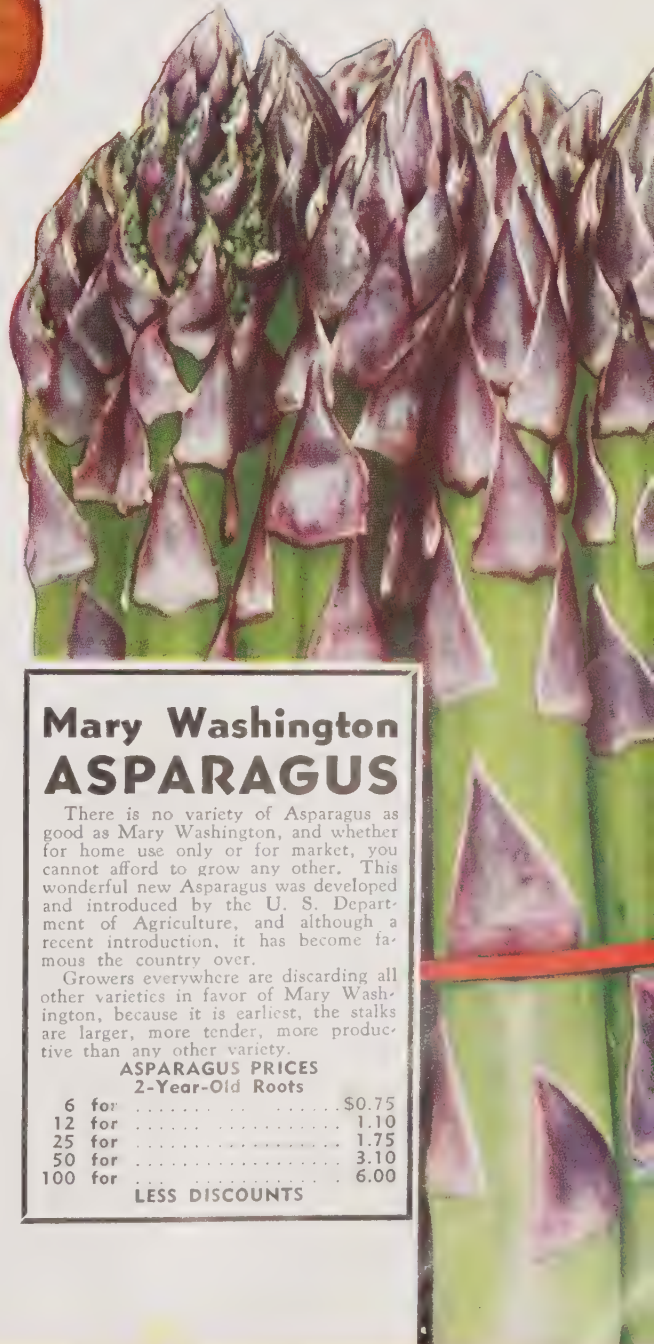 Mary Washington
ASPARAGUS
There is no variety of Asparagus as
good as Mary Washington, and whether
for home use only or for market, you
cannot afford to grow any other. This
wonderful new Asparagus was developed
and introduced by the U. S. Depart-
ment of Agriculture, and although a
recent introduction, it has become fa-
mous the country over.
Growers everywhere are discarding all
other varieties in favor of Mary Wash-
ington, because it is earliest, the stalks
are larger, more tender, more produc-
tive than any other variety.
ASPARAGUS PRICES
2-Year-Old Roots
6 for ..................... $0.75
12 for ..................... 1.10
25 for ..................... 1.75
50 for ..................... 3.10
100 for ..................... 6.00
LESS DISCOUNTS